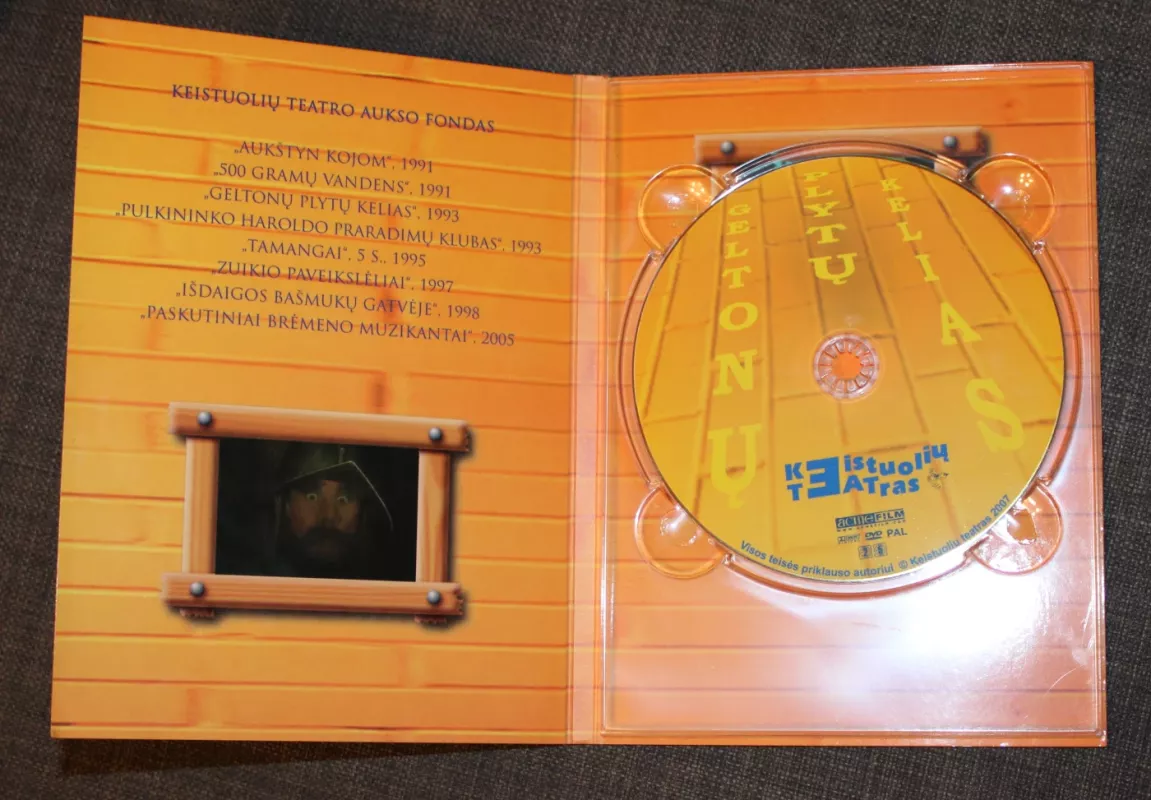 KEISTUOLIŲ TEATRO AUKSO FONDAS
„AUKŠTYN KOJOM“, 1991
„500 GRAMŲ VANDENS“, 1991
„GELTONŲ PLYTŲ KELIAS“, 1993
„PULKININKO HAROLDO PRARADIMŲ KLUBAS“, 1993
„TAMANGAI“, 5 S.. 1995
„ZUIKIO PAVEIKSLĖLIAI“, 1997
„IŠDAIGOS BAŠMUKŲ GATVĖJE“, 1998
„PASKUTINIAI BRĖMENO MUZIKANTAI“, 2005
GELTONŲ
PLYTŲ
KELIAS
KEistuolių
TEATras
acmeFILM
DVD PAL
Visos teisės priklauso autoriui © Keistuolių teatras 2007